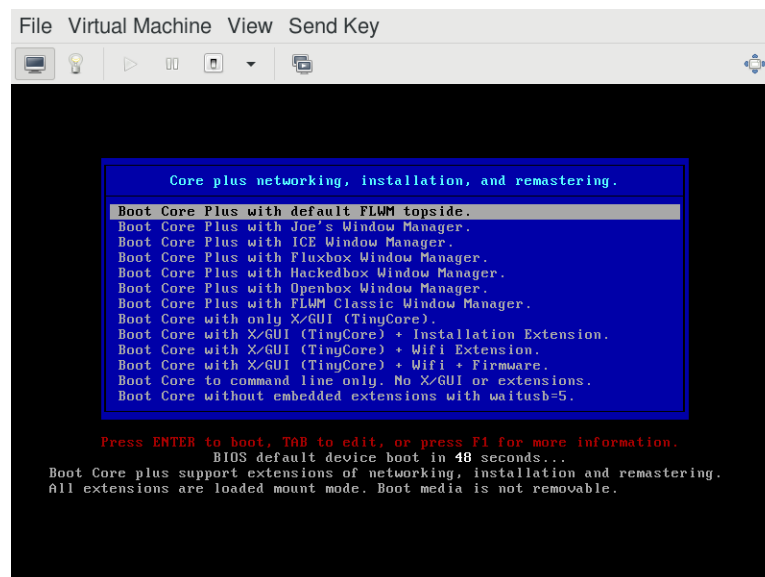 File Virtual Machine View Send Key
Core plus networking, installation, and remastering.
Boot Core Plus with default FLWM topside.
Boot Core Plus with Joe's Window Manager.
Boot Core Plus with ICE Window Manager.
Boot Core Plus with Fluxbox Window Manager.
Boot Core Plus with Hackedbox Window Manager.
Boot Core Plus with Openbox Window Manager.
Boot Core Plus with FLWM Classic Window Manager.
Boot Core with only X/GUI (TinyCore).
Boot Core with X/GUI (TinyCore) + Installation Extension.
Boot Core with X/GUI (TinyCore) + Wifi Extension.
Boot Core with X/GUI (TinyCore) + Wifi + Firmware.
Boot Core to command line only. No X/GUI or extensions.
Boot Core without embedded extensions with waitusb=5.
Press ENTER to boot, TAB to edit, or press F1 for more information.
BIOS default device boot in 48 seconds...
Boot Core plus support extensions of networking, installation and remastering.
All extensions are loaded mount mode. Boot media is not removable.